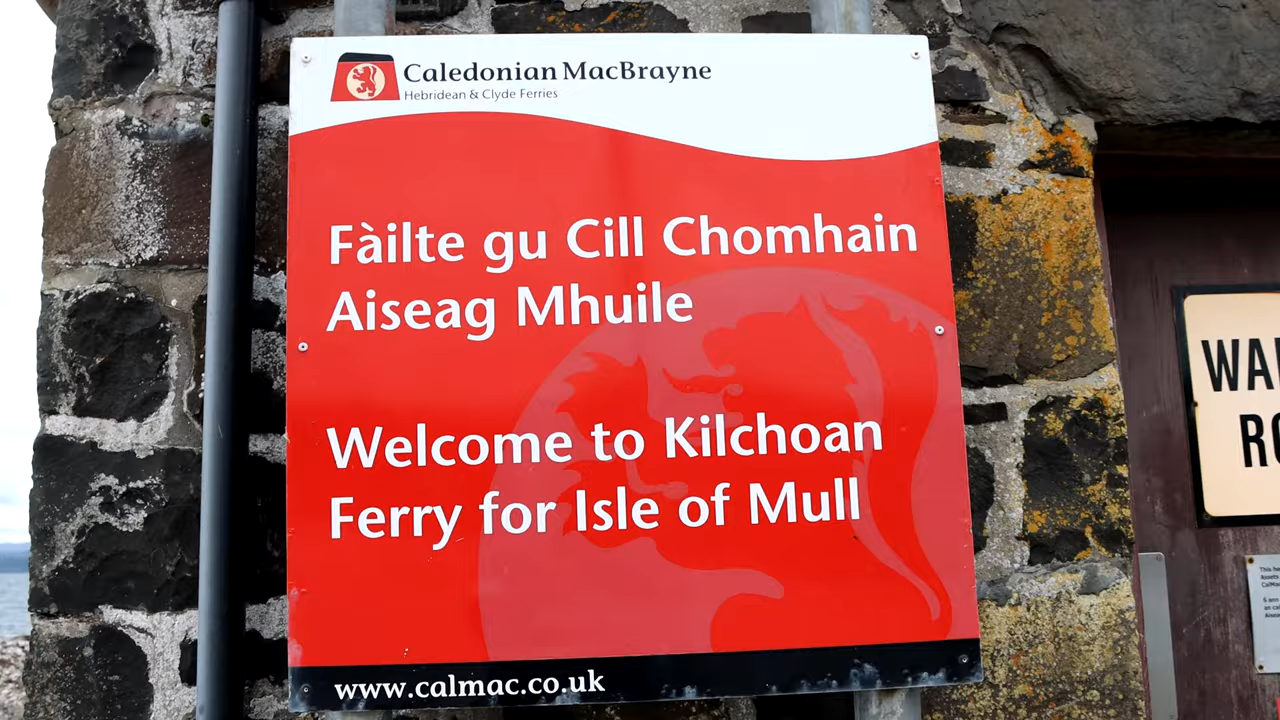 Caledonian MacBrayne
Hebridean & Clyde Ferries
Fàilte gu Cill Chomhain
Aiseag Mhuile
Welcome to Kilchoan
Ferry for Isle of Mull
www.calmac.co.uk